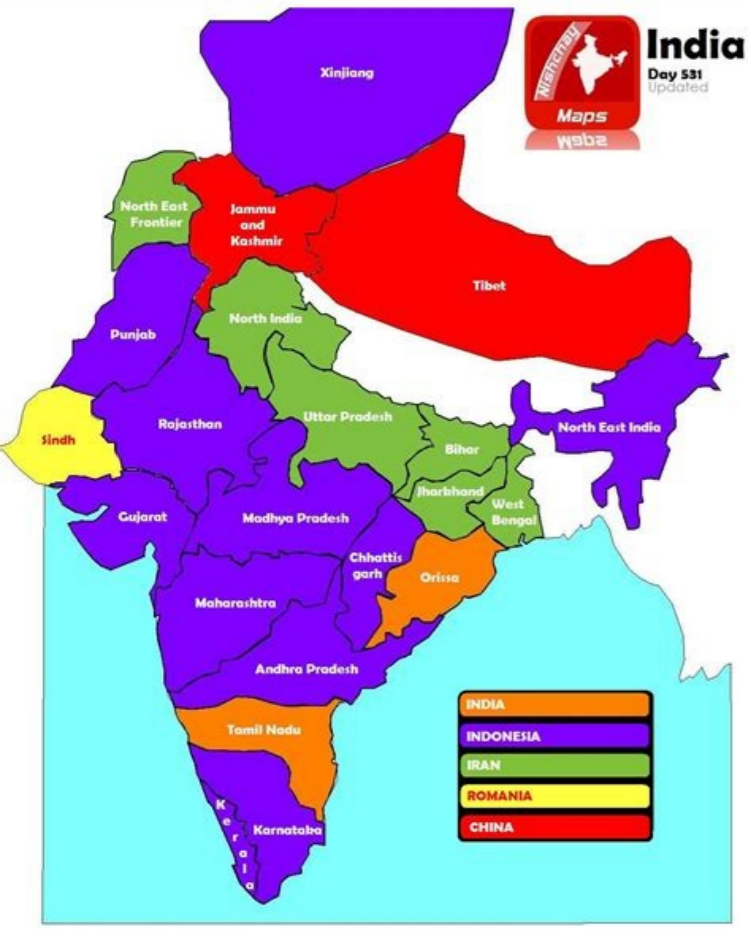 India
Day 531
Updated
Nishchay
Maps
Maps
Xinjiang
North East
Frontier
Jammu
and
Kashmir
Tibet
North India
Punjab
Sindh
Rajasthan
Uttar Pradesh
Bihar
North East India
Jharkhand
West
Bengal
Gujarat
Madhya Pradesh
Chhattis
garh
Orissa
Maharashtra
Andhra Pradesh
Tamil Nadu
Kerala
Karnataka
INDIA
INDONESIA
IRAN
ROMANIA
CHINA